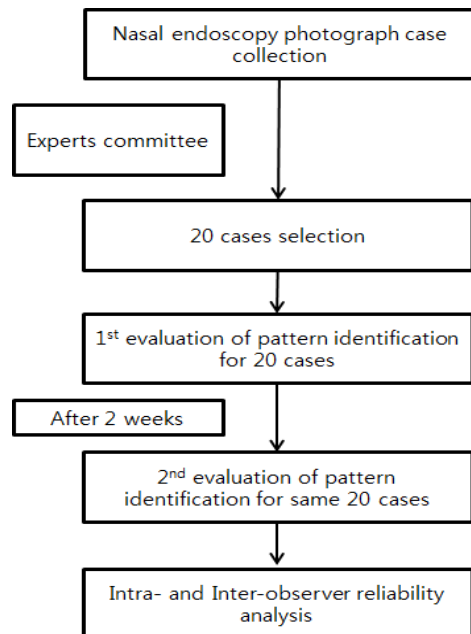 Nasal endoscopy photograph case
collection
Experts committee
20 cases selection
1st evaluation of pattern identification
for 20 cases
After 2 weeks
2nd evaluation of pattern
identification for same 20 cases
Intra- and Inter-observer reliability
analysis